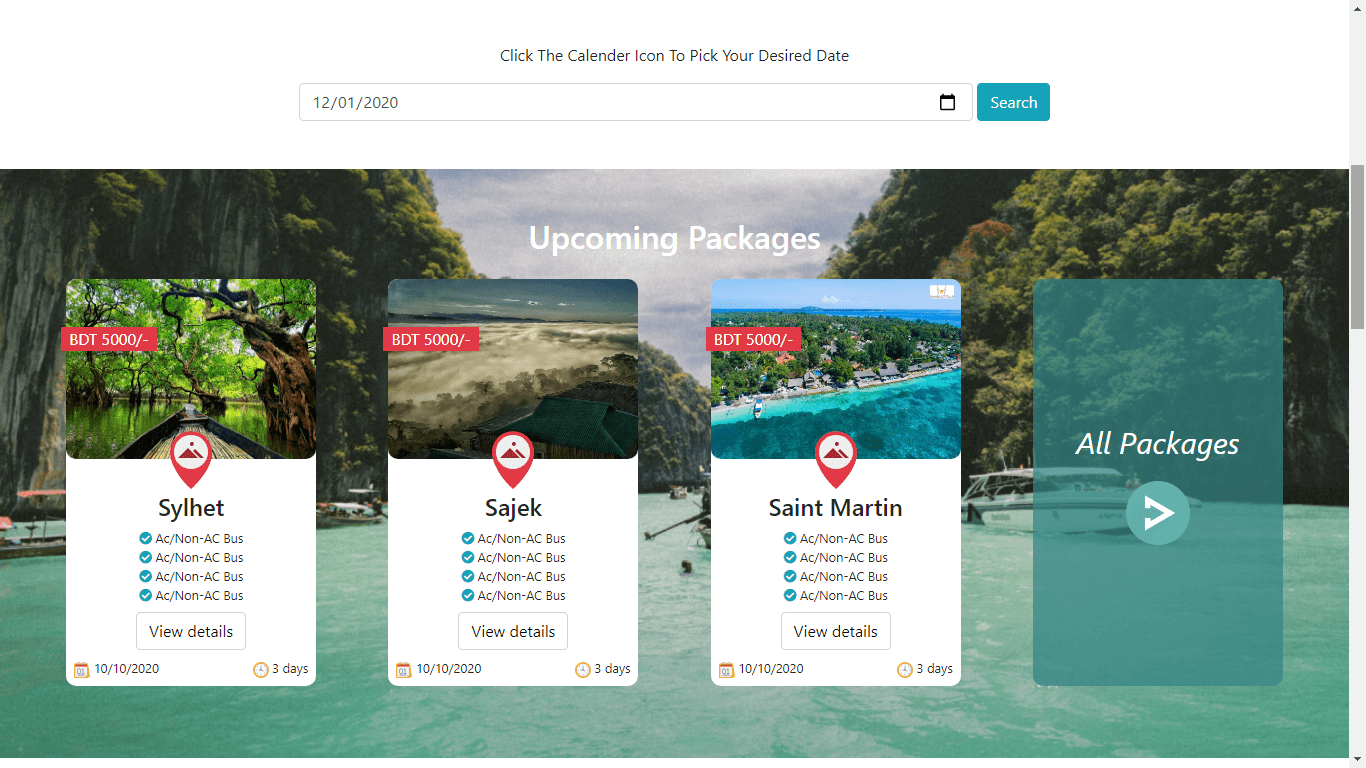 Click The Calender Icon To Pick Your Desired Date
12/01/2020
Search
Upcoming Packages
BDT 5000/-
Sylhet
Ac/Non-AC Bus
Ac/Non-AC Bus
Ac/Non-AC Bus
Ac/Non-AC Bus
View details
10/10/2020
3 days
BDT 5000/-
Sajek
Ac/Non-AC Bus
Ac/Non-AC Bus
Ac/Non-AC Bus
Ac/Non-AC Bus
View details
10/10/2020
3 days
BDT 5000/-
Saint Martin
Ac/Non-AC Bus
Ac/Non-AC Bus
Ac/Non-AC Bus
Ac/Non-AC Bus
View details
10/10/2020
3 days
All Packages